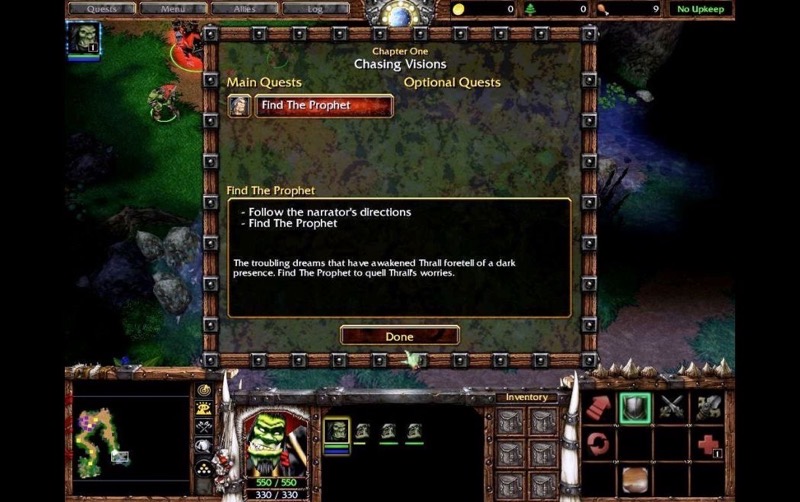 Quests Menu Allies Log 0 0 9 No Upkeep
1
Chapter One
Chasing Visions
Main Quests Optional Quests
Find The Prophet
Find The Prophet
- Follow the narrator's directions
- Find The Prophet
The troubling dreams that have awakened Thrall foretell of a dark
presence. Find The Prophet to quell Thrall's worries.
Done
Inventory
1
550 / 550
330 / 330